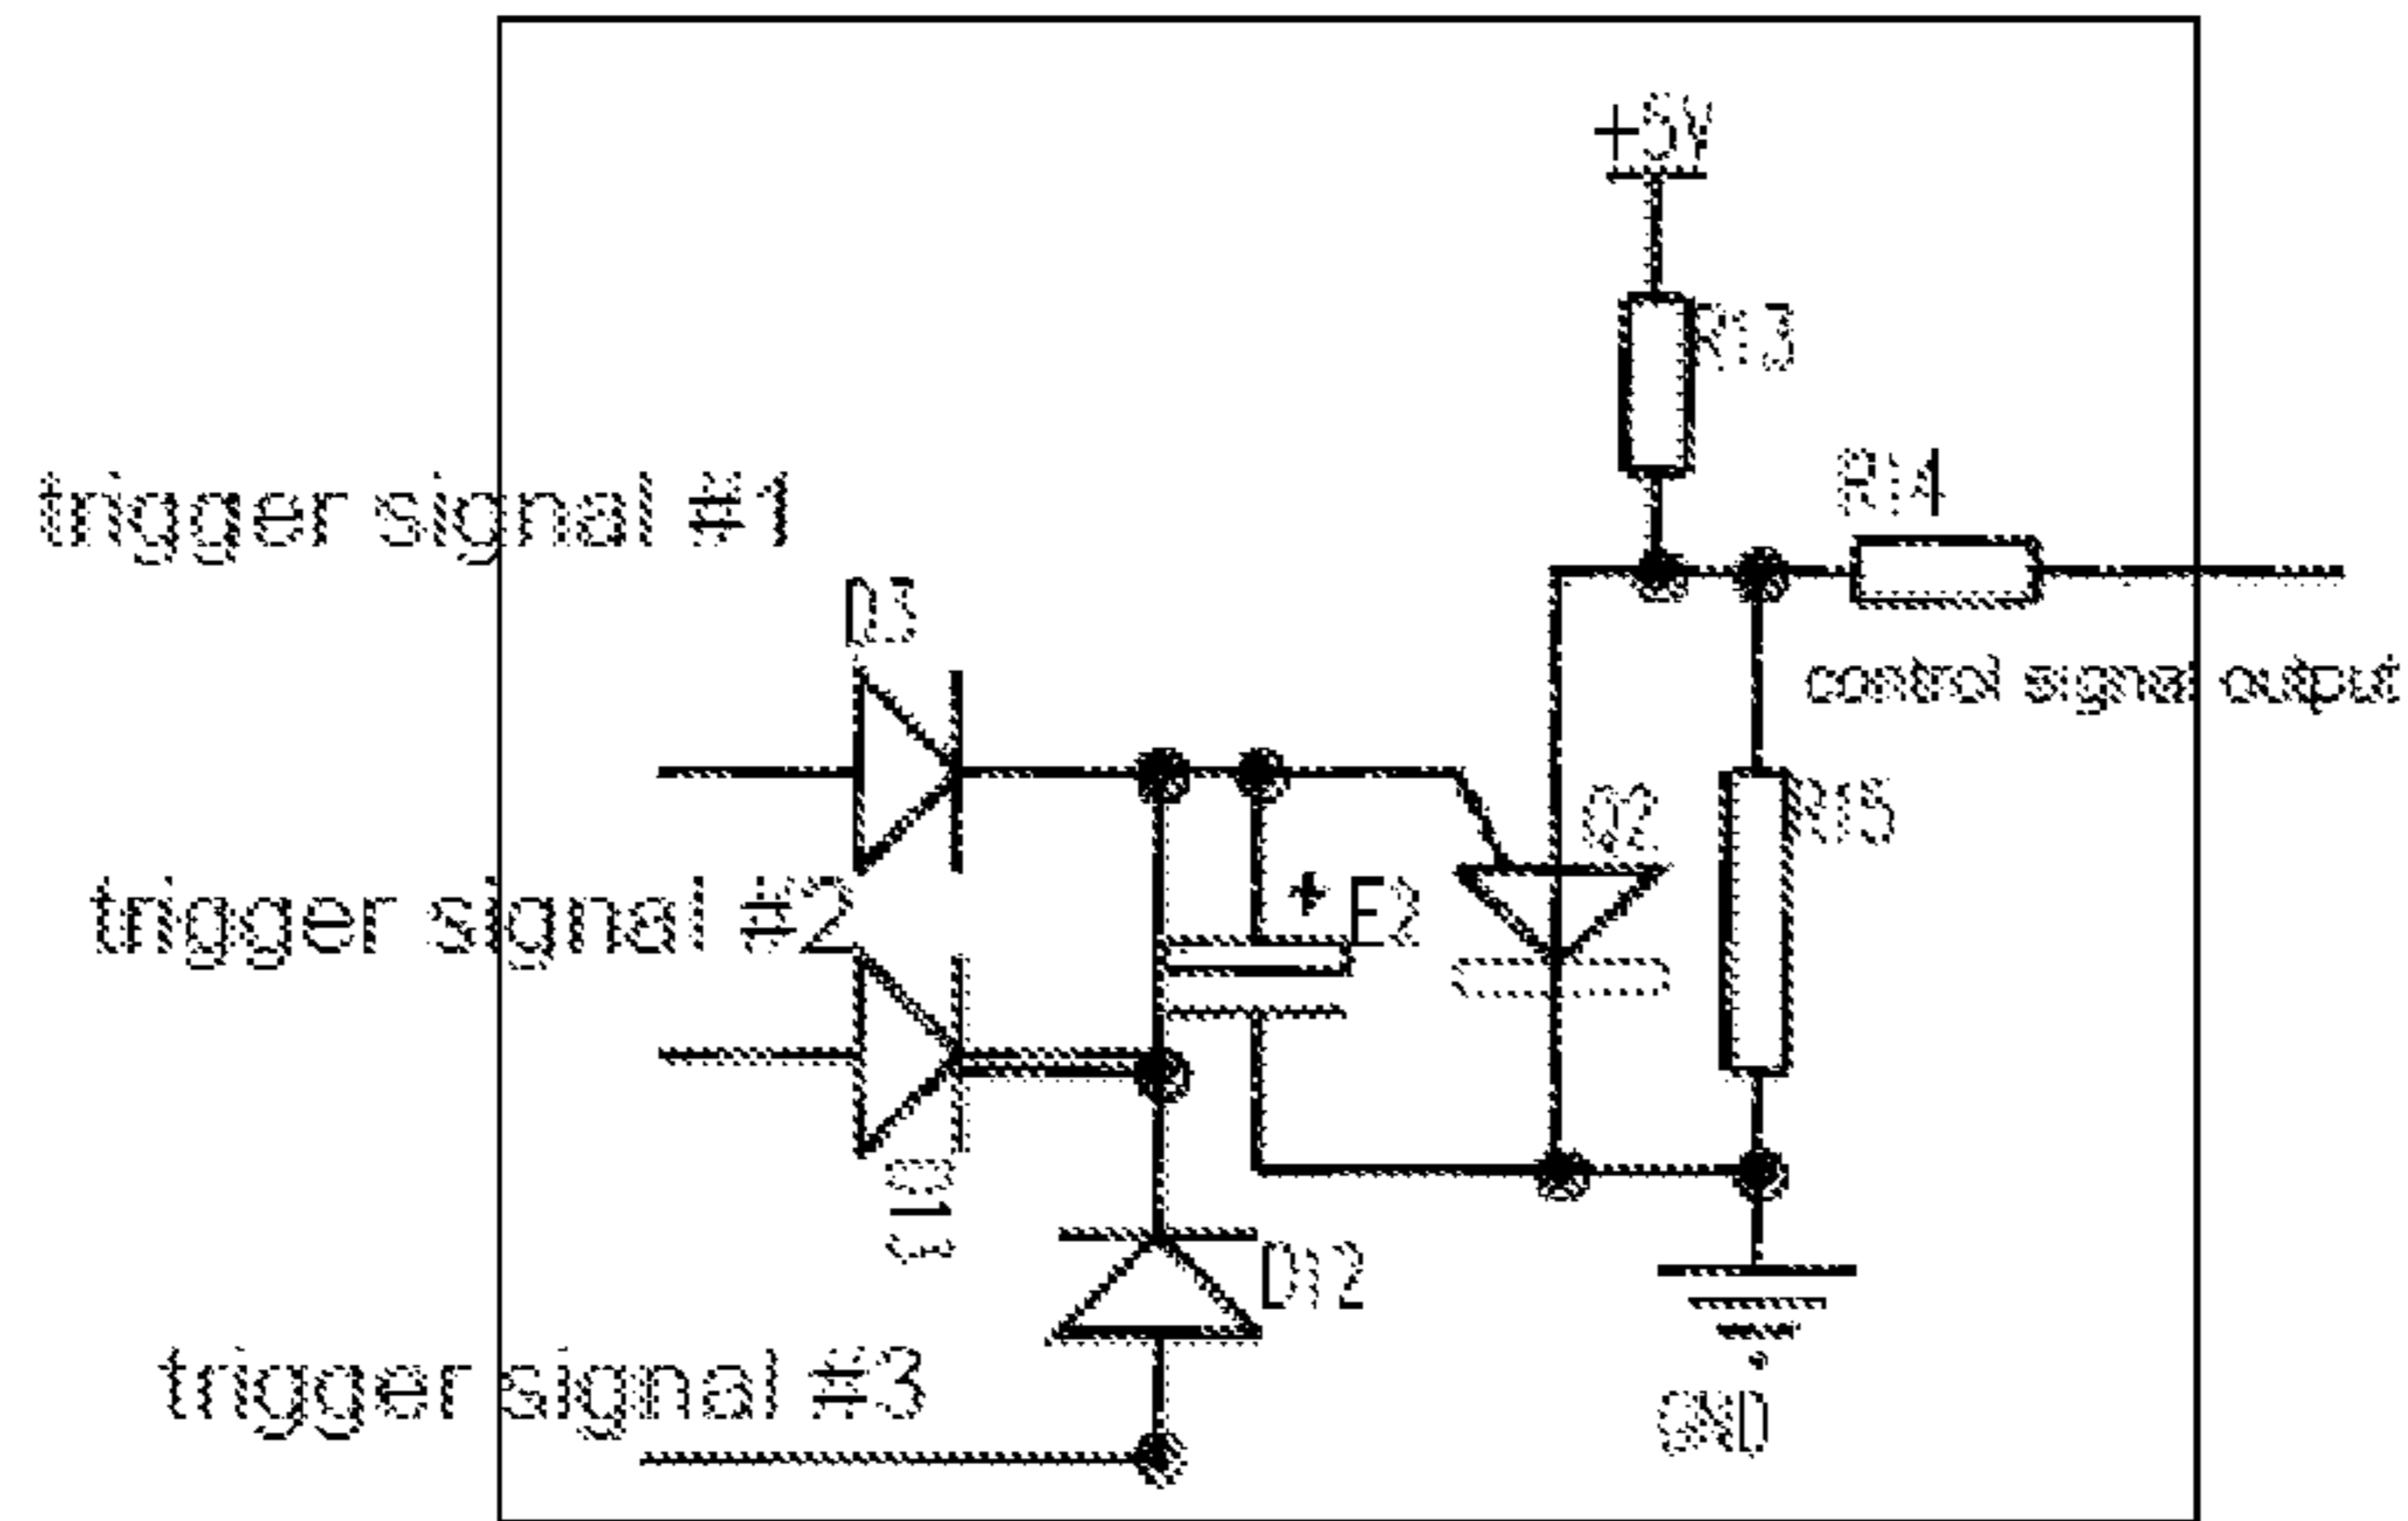 +5V
R13
R14
trigger signal #1
D3
control signal output
Q2
R15
trigger signal #2
+ E2
D12
trigger signal #3
GND